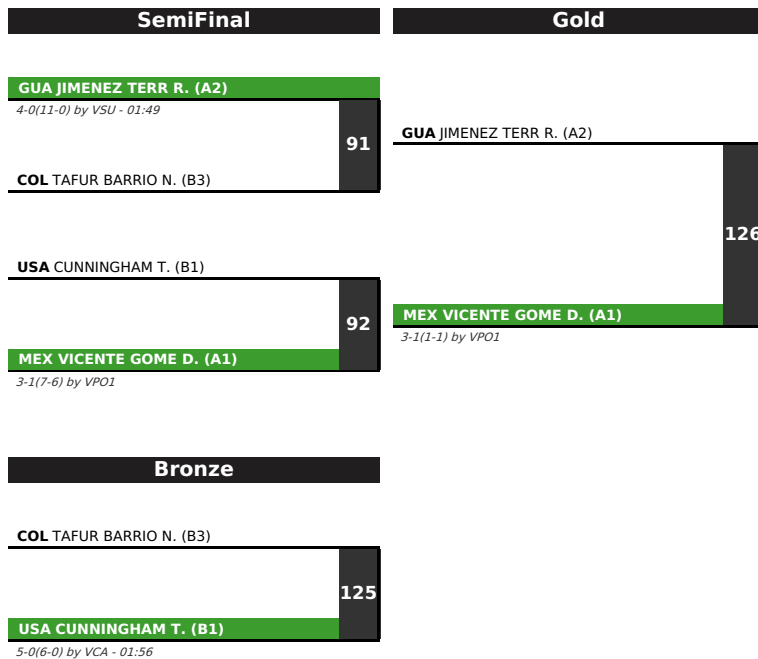 SemiFinal
GUA JIMENEZ TERR R. (A2)
4-0(11-0) by VSU - 01:49
91
COL TAFUR BARRIO N. (B3)
USA CUNNINGHAM T. (B1)
92
MEX VICENTE GOME D. (A1)
3-1(7-6) by VPO1
Gold
GUA JIMENEZ TERR R. (A2)
126
MEX VICENTE GOME D. (A1)
3-1(1-1) by VPO1
Bronze
COL TAFUR BARRIO N. (B3)
125
USA CUNNINGHAM T. (B1)
5-0(6-0) by VCA - 01:56